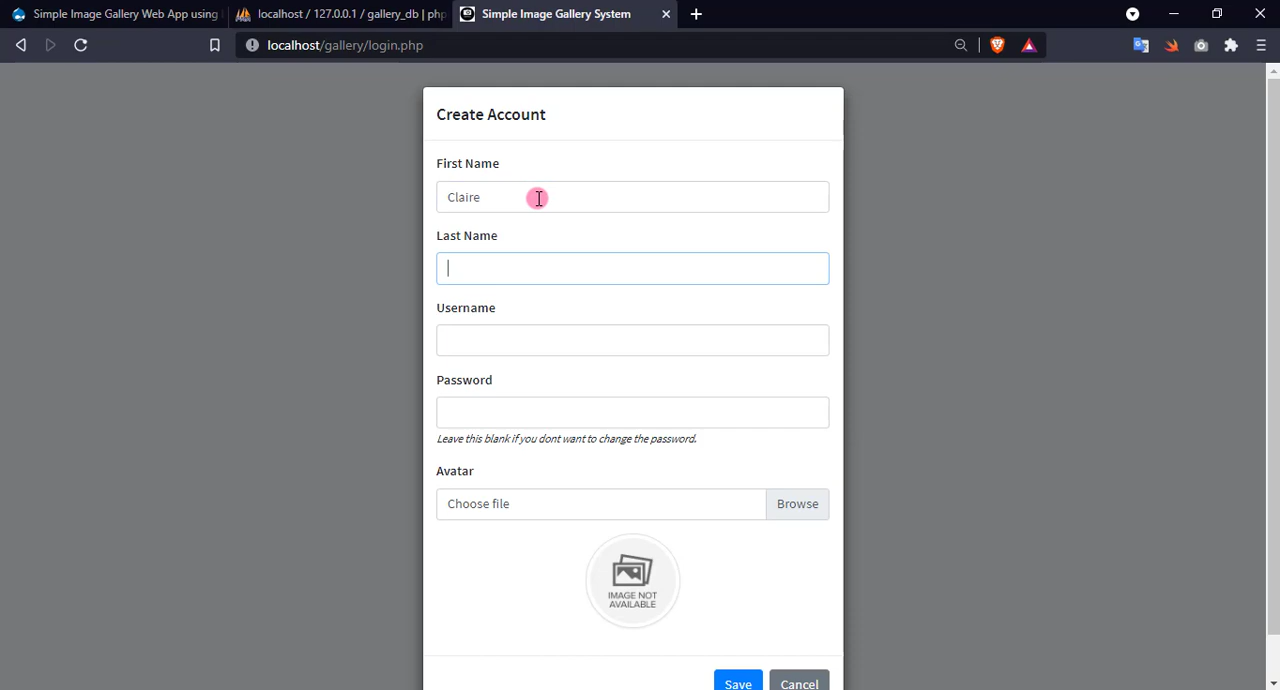 Simple Image Gallery Web App using
localhost / 127.0.0.1 / gallery_db | php
Simple Image Gallery System
localhost/gallery/login.php
Create Account
First Name
Claire
Last Name
Username
Password
Leave this blank if you dont want to change the password.
Avatar
Choose file
Browse
IMAGE NOT
AVAILABLE
Save
Cancel